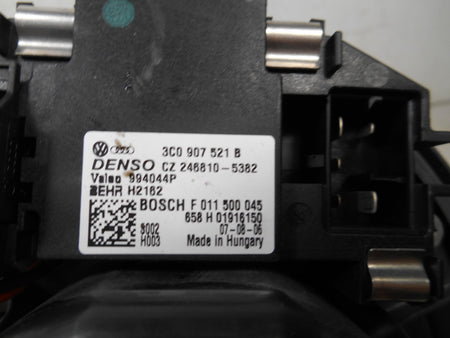 3C0 907 521 B
DENSO CZ 246810-5382
Valeo 994044P
BEHR H2162
BOSCH F 011 500 045
658 H 01916150
8002 07-08-06
H003 Made in Hungary